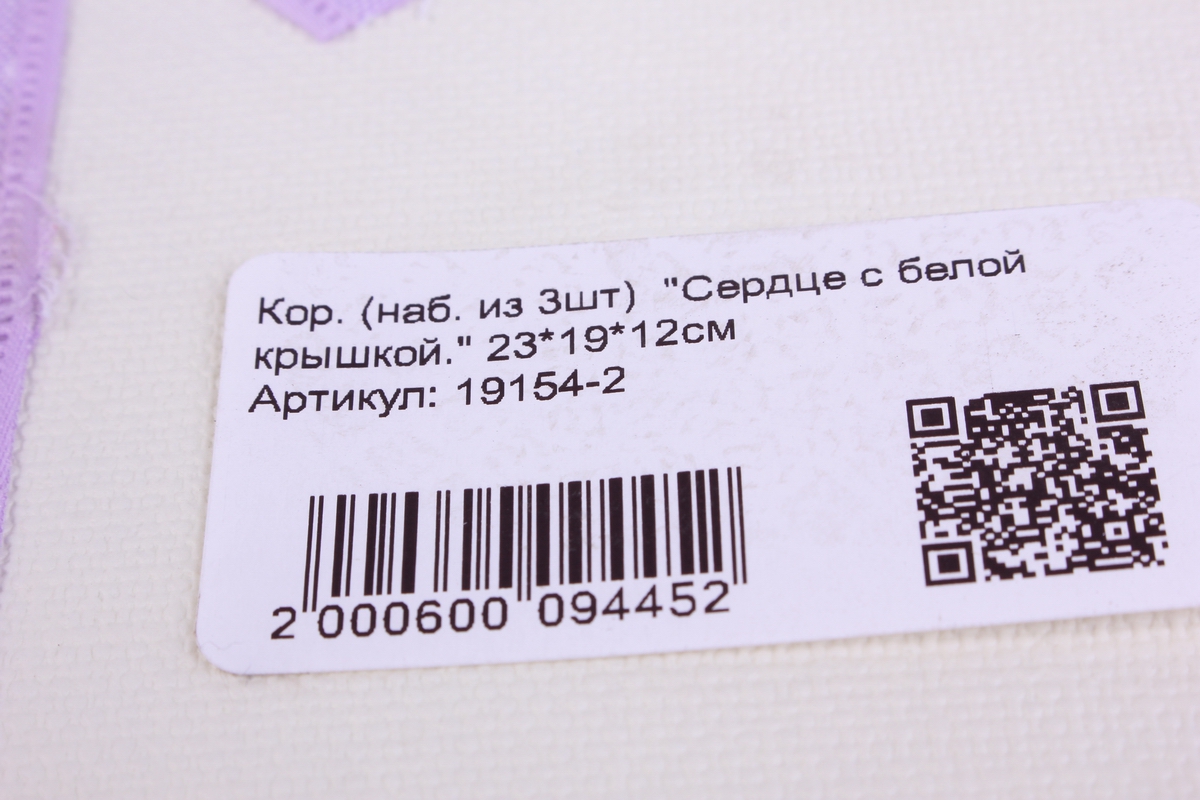 Кор. (наб. из 3шт)  "Сердце с белой
крышкой." 23*19*12см
Артикул: 19154-2
2 000600 094452